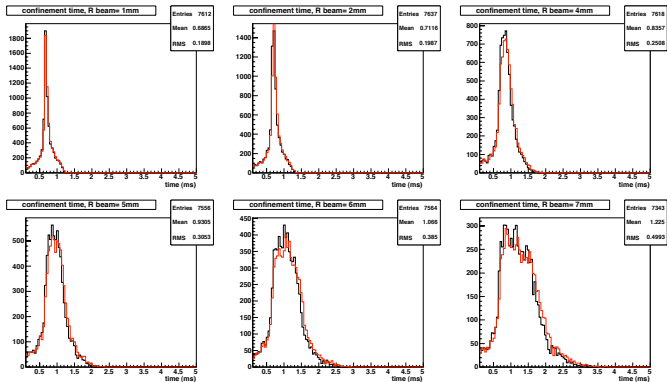 confinement time, R beam= 1mm
Entries 7612
Mean 0.6865
RMS 0.1898
1800
1600
1400
1200
1000
800
600
400
200
0
0.5 1 1.5 2 2.5 3 3.5 4 4.5 5
time (ms)
confinement time, R beam= 2mm
Entries 7637
Mean 0.7116
RMS 0.1987
1400
1200
1000
800
600
400
200
0
0.5 1 1.5 2 2.5 3 3.5 4 4.5 5
time (ms)
confinement time, R beam= 4mm
Entries 7618
Mean 0.8357
RMS 0.2508
800
700
600
500
400
300
200
100
0
0.5 1 1.5 2 2.5 3 3.5 4 4.5 5
time (ms)
confinement time, R beam= 5mm
Entries 7556
Mean 0.9305
RMS 0.3053
500
400
300
200
100
0
0.5 1 1.5 2 2.5 3 3.5 4 4.5 5
time (ms)
confinement time, R beam= 6mm
Entries 7564
Mean 1.066
RMS 0.385
450
400
350
300
250
200
150
100
50
0
0.5 1 1.5 2 2.5 3 3.5 4 4.5 5
time (ms)
confinement time, R beam= 7mm
Entries 7343
Mean 1.225
RMS 0.4993
300
250
200
150
100
50
0
0.5 1 1.5 2 2.5 3 3.5 4 4.5 5
time (ms)